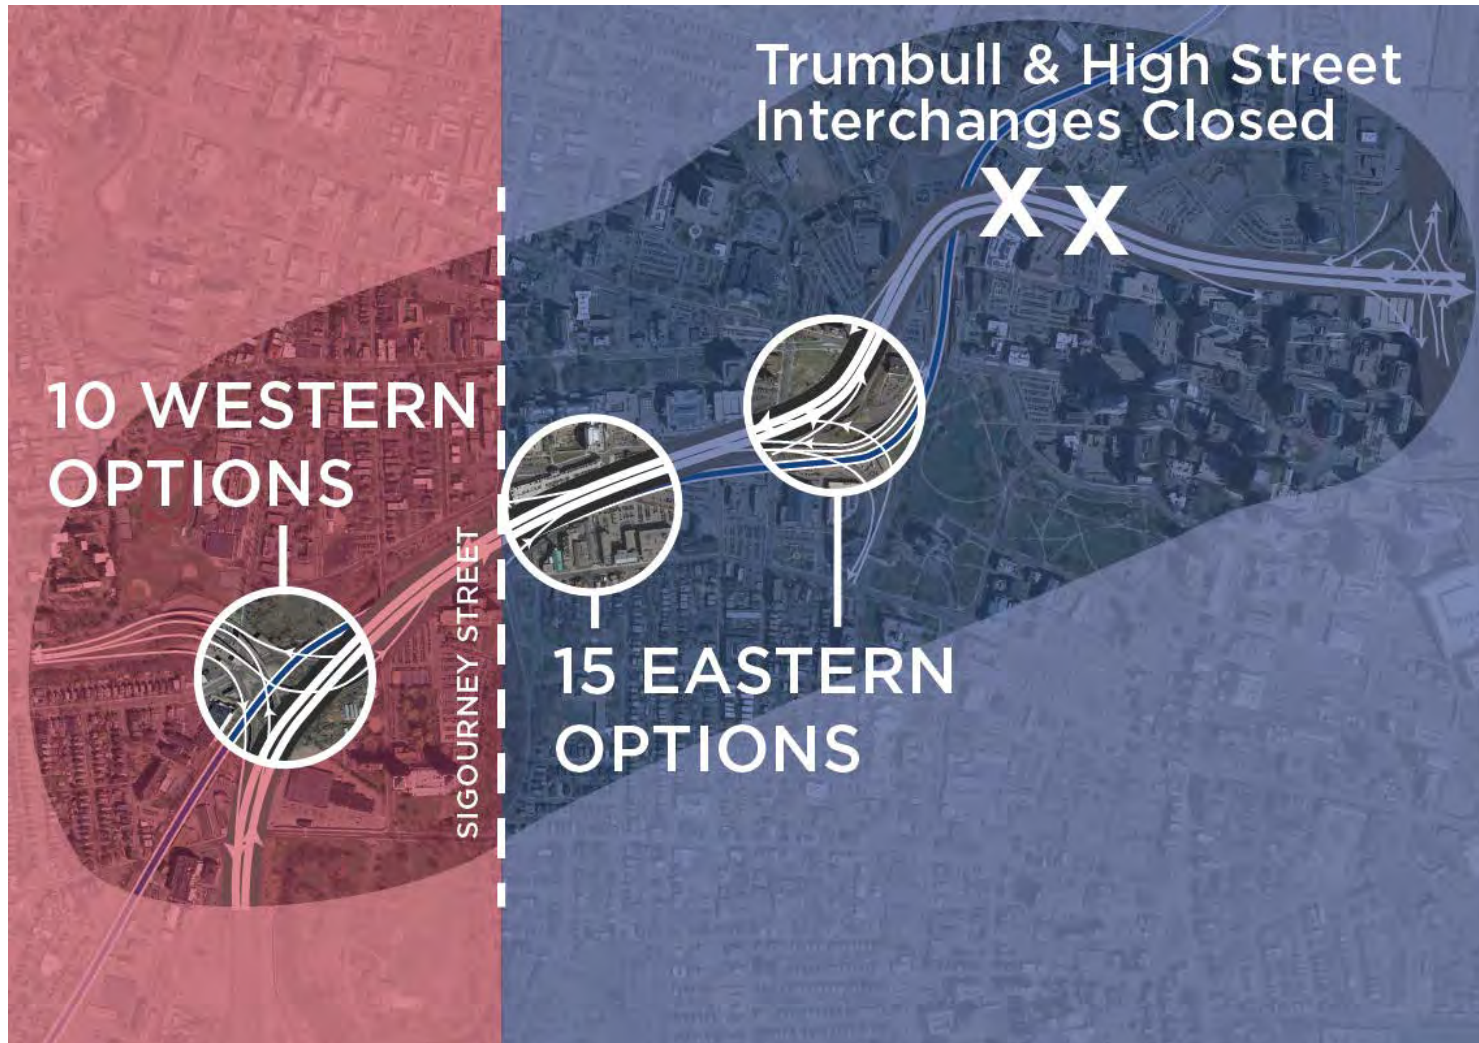 Trumbull & High Street
Interchanges Closed
X X
10 WESTERN
OPTIONS
SIGOURNEY STREET
15 EASTERN
OPTIONS